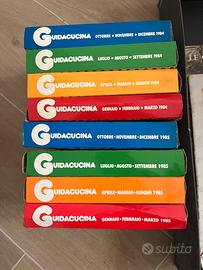 GUIDACUCINA OTTOBRE • NOVEMBRE • DICEMBRE 1984
GUIDACUCINA LUGLIO • AGOSTO • SETTEMBRE 1984
GUIDACUCINA APRILE • MAGGIO • GIUGNO 1984
GUIDACUCINA GENNAIO • FEBBRAIO • MARZO 1984
GUIDACUCINA OTTOBRE • NOVEMBRE • DICEMBRE 1985
GUIDACUCINA LUGLIO • AGOSTO • SETTEMBRE 1985
GUIDACUCINA APRILE • MAGGIO • GIUGNO 1985
GUIDACUCINA GENNAIO • FEBBRAIO • MARZO 1985
subito